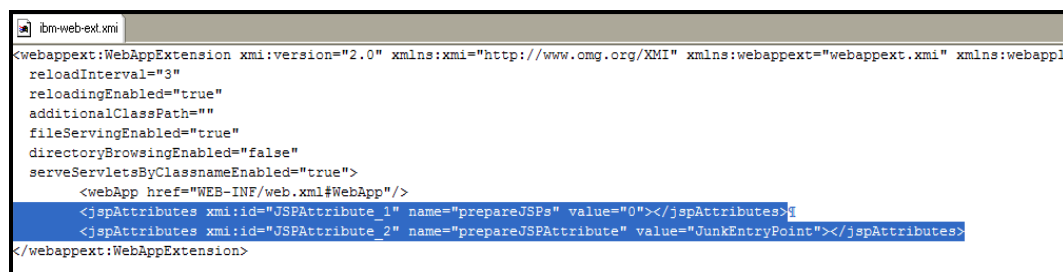 ibm-web-ext.xmi
<webappext:WebAppExtension xmi:version="2.0" xmlns:xmi="http://www.omg.org/XMI" xmlns:webappext="webappext.xmi" xmlns:webappl
reloadInterval="3"
reloadingEnabled="true"
additionalClassPath=""
fileServingEnabled="true"
directoryBrowsingEnabled="false"
serveServletsByClassnameEnabled="true">
<webApp href="WEB-INF/web.xml#WebApp"/>
<jspAttributes xmi:id="JSPAttribute_1" name="prepareJSPs" value="0"></jspAttributes>¶
<jspAttributes xmi:id="JSPAttribute_2" name="prepareJSPAttribute" value="JunkEntryPoint"></jspAttributes>
</webappext:WebAppExtension>